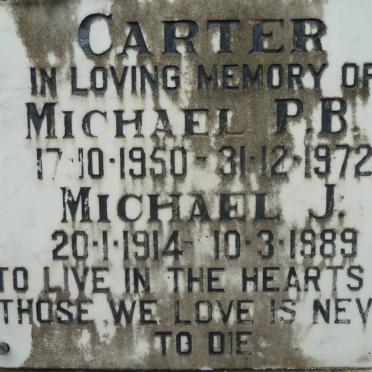 CARTER
IN LOVING MEMORY OF
MICHAEL P.B.
17·10·1950 - 31·12·1972
MICHAEL J.
20·1·1914 - 10·3·1989
TO LIVE IN THE HEARTS
THOSE WE LOVE IS NEV
TO DIE